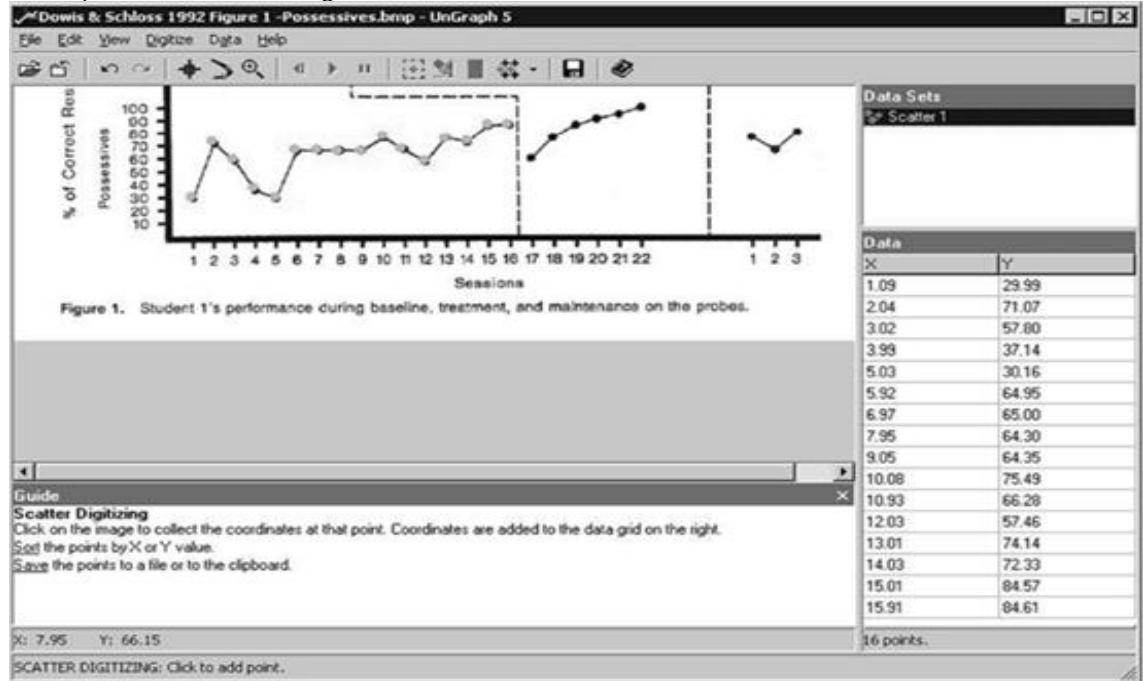 Dowis & Schloss 1992 Figure 1 -Possessives.bmp - UnGraph 5
File Edit View Digitize Data Help
% of Correct Res
Possessives
100
90
80
70
60
50
40
30
20
10
1 2 3 4 5 6 7 8 9 10 11 12 13 14 15 16 17 18 19 20 21 22 1 2 3
Sessions
Figure 1. Student 1's performance during baseline, treatment, and maintenance on the probes.
Guide
Scatter Digitizing
Click on the image to collect the coordinates at that point. Coordinates are added to the data grid on the right.
Sort the points by X or Y value.
Save the points to a file or to the clipboard.
X: 7.95 Y: 66.15
SCATTER DIGITIZING: Click to add point.
Data Sets
Scatter 1
Data
X Y
1.09 29.99
2.04 71.07
3.02 57.80
3.99 37.14
5.03 30.16
5.92 64.95
6.97 65.00
7.95 64.30
9.05 64.35
10.08 75.49
10.93 66.28
12.03 57.46
13.01 74.14
14.03 72.33
15.01 84.57
15.91 84.61
16 points.